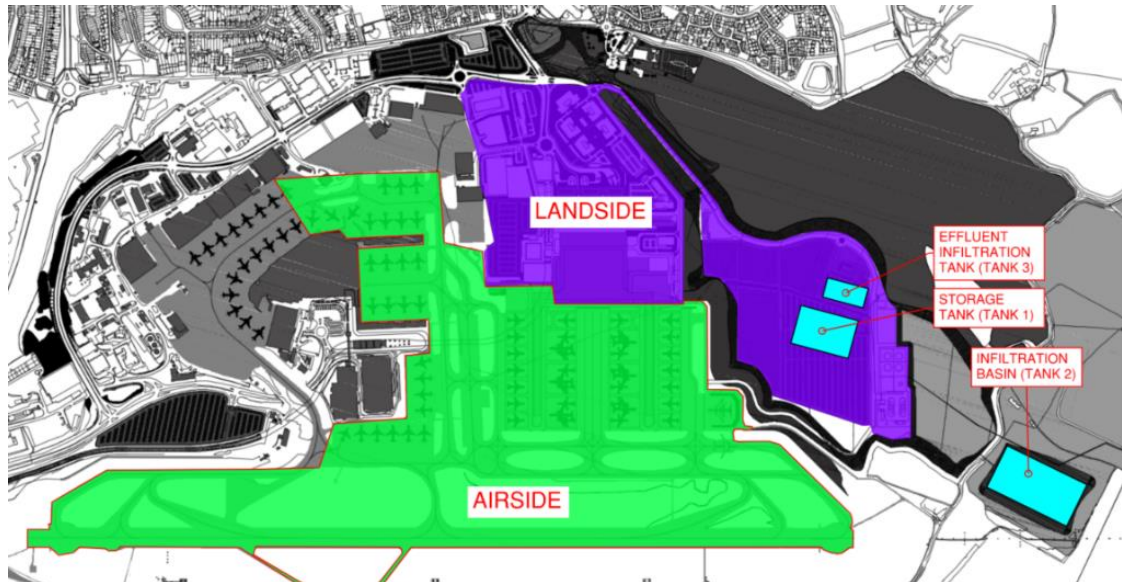 LANDSIDE
EFFLUENT
INFILTRATION
TANK (TANK 3)
STORAGE
TANK (TANK 1)
INFILTRATION
BASIN (TANK 2)
AIRSIDE